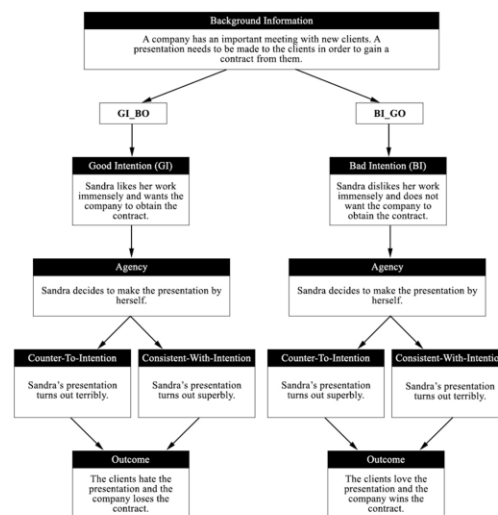 Background Information
A company has an important meeting with new clients. A
presentation needs to be made to the clients in order to gain a
contract from them.
GI_BO
BI_GO
Good Intention (GI)
Sandra likes her work
immensely and wants the
company to obtain the
contract.
Bad Intention (BI)
Sandra dislikes her work
immensely and does not
want the company to
obtain the contract.
Agency
Sandra decides to make the presentation by
herself.
Agency
Sandra decides to make the presentation by
herself.
Counter-To-Intention
Sandra's presentation
turns out terribly.
Consistent-With-Intention
Sandra's presentation
turns out superbly.
Counter-To-Intention
Sandra's presentation
turns out superbly.
Consistent-With-Intention
Sandra's presentation
turns out terribly.
Outcome
The clients hate the
presentation and the
company loses the
contract.
Outcome
The clients love the
presentation and the
company wins the
contract.